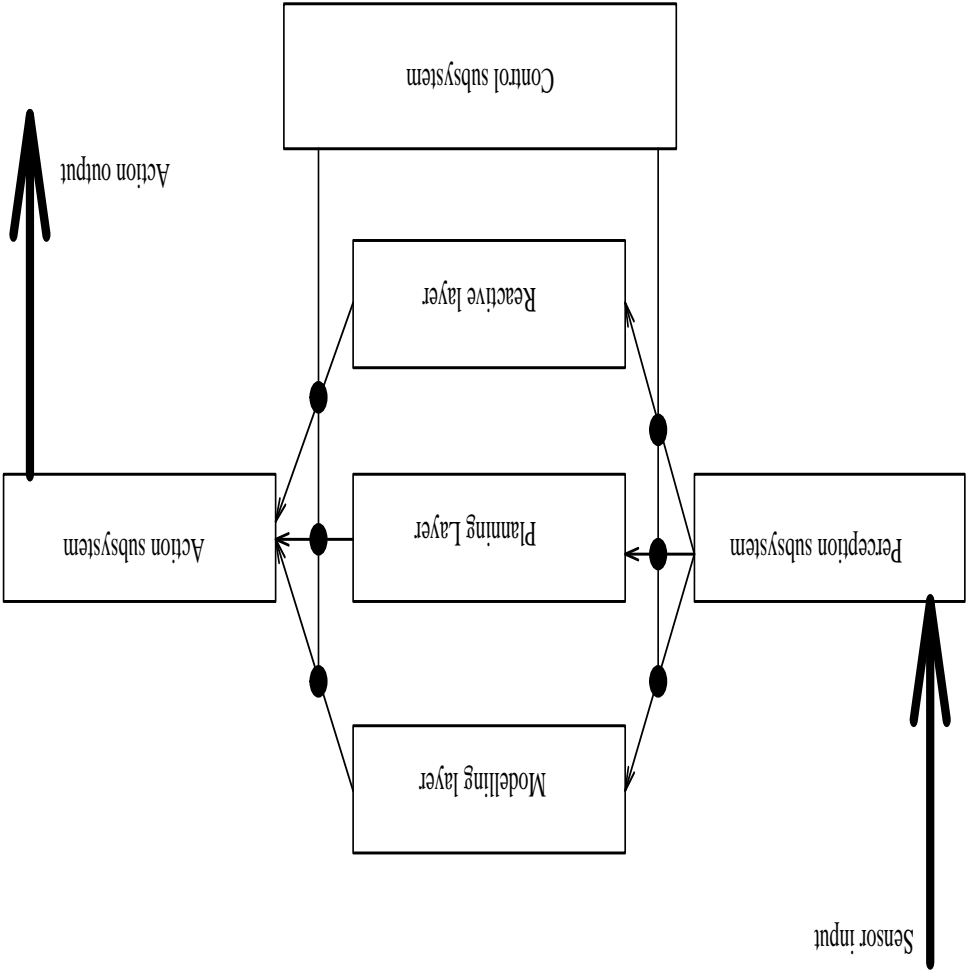 Sensor input
Modelling layer
Perception subsystem
Planning Layer
Action subsystem
Reactive layer
Action output
Control subsystem